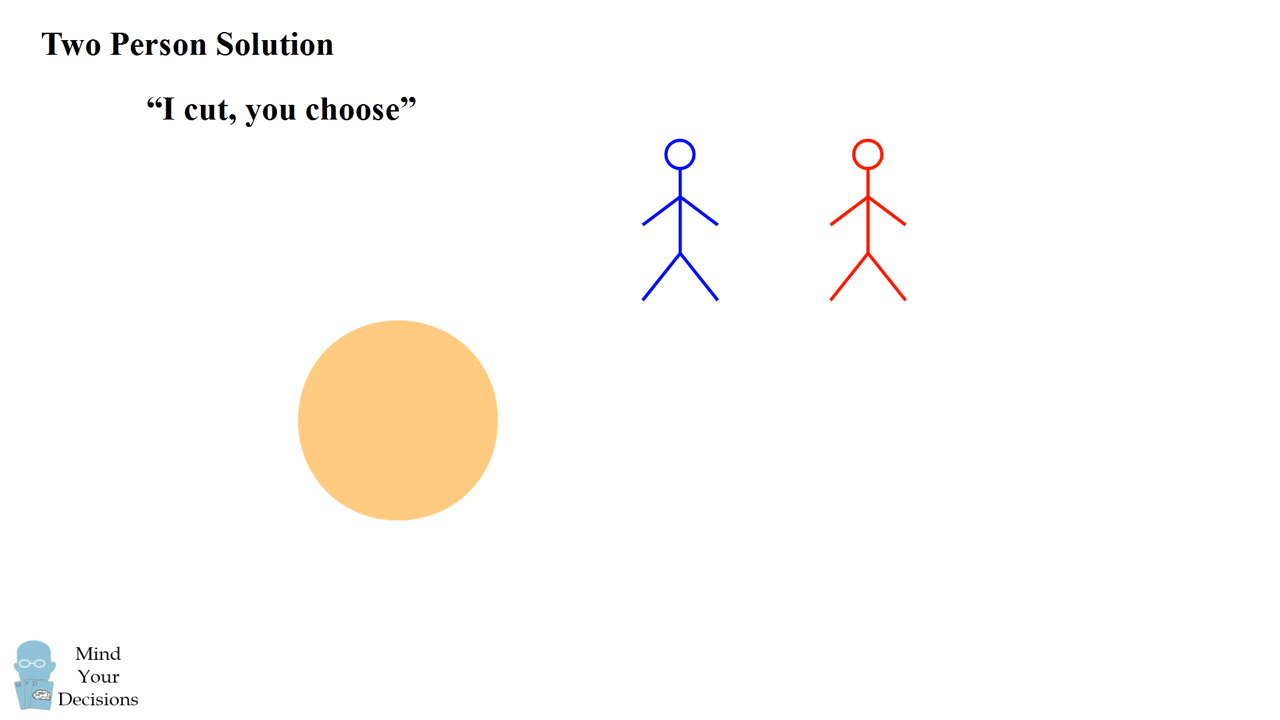 Two Person Solution
“I cut, you choose”
Mind
Your
Decisions